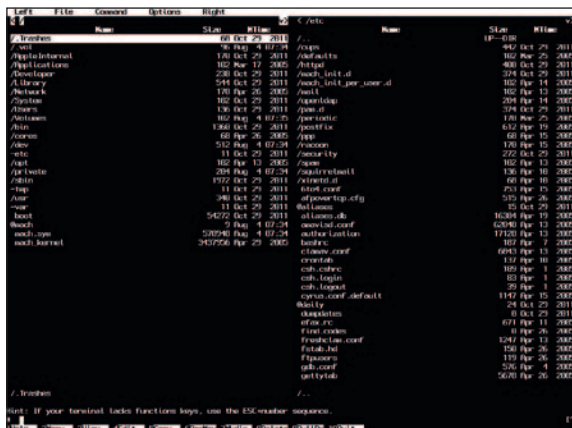 Left File Command Options Right
</ v> < /etc v>
Name Size MTime Name Size MTime
/.Trashes 68 Oct 29 2011 /.. UP--DIR
/.vol 96 Aug 4 07:34 /cups 442 Oct 29 2011
/AppleInternal 170 Oct 29 2011 /defaults 102 Mar 25 2005
/Applications 102 Mar 17 2005 /httpd 408 Oct 29 2011
/Developer 238 Oct 29 2011 /mach_init.d 374 Oct 29 2011
/Library 544 Oct 29 2011 /mach_init_per_user.d 102 Apr 14 2005
/Network 170 Apr 26 2005 /mail 102 Apr 13 2005
/System 102 Oct 29 2011 /openldap 204 Apr 14 2005
/Users 136 Oct 29 2011 /pam.d 374 Oct 29 2011
/Volumes 102 Aug 4 07:35 /periodic 170 Mar 25 2005
/bin 1360 Oct 29 2011 /postfix 612 Apr 19 2005
/cores 68 Apr 26 2005 /ppp 68 Apr 15 2005
/dev 512 Aug 4 07:34 /racoon 170 Apr 15 2005
~etc 11 Oct 29 2011 /security 272 Oct 29 2011
/opt 102 Apr 13 2005 /spam 102 Apr 13 2005
/private 204 Aug 4 07:34 /squirrelmail 136 Apr 18 2005
/sbin 1972 Oct 29 2011 /xinetd.d 68 Apr 18 2005
~tmp 11 Oct 29 2011 6to4.conf 753 Apr 15 2005
/usr 340 Oct 29 2011 afpovertcp.cfg 515 Apr 26 2005
~var 11 Oct 29 2011 @aliases 15 Oct 29 2011
boot 54272 Oct 29 2011 aliases.db 16384 Apr 19 2005
@mach 9 Aug 4 07:34 amavisd.conf Apr 13 2005
mach.sym 570940 Aug 4 07:34 authorization 17120 Apr 13 2005
mach_kernel 3437956 Apr 29 2005 bashrc 187 Apr 7 2005
clamav.conf 6043 Apr 13 2005
crontab 137 Apr 18 2005
csh.cshrc 189 Apr 1 2005
csh.login 83 Apr 1 2005
csh.logout 39 Apr 1 2005
cyrus.conf.default 1147 Apr 15 2005
@daily 24 Oct 29 2011
dumpdates 0 Oct 29 2011
efax.rc 671 Apr 11 2005
find.codes 0 Apr 26 2005
freshclam.conf 3247 Apr 13 2005
fstab.hd 150 Apr 26 2005
ftpusers 119 Apr 26 2005
gdb.conf 576 Apr 4 2005
gettytab 5678 Apr 26 2005
/.Trashes /..
Hint: If your terminal lacks functions keys, use the ESC+number sequence.